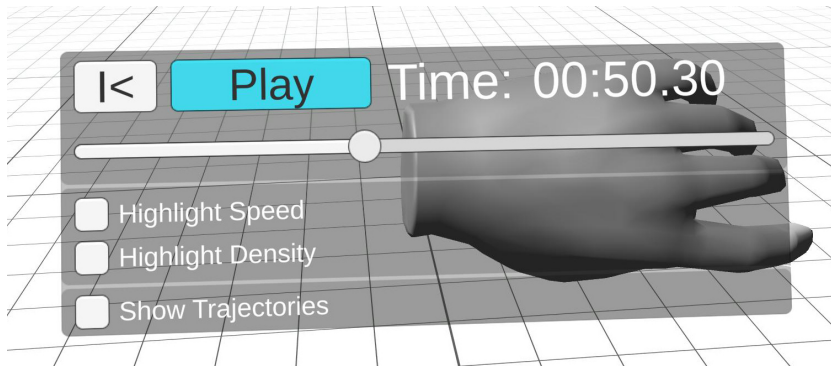 |< Play Time: 00:50.30
Highlight Speed
Highlight Density
Show Trajectories